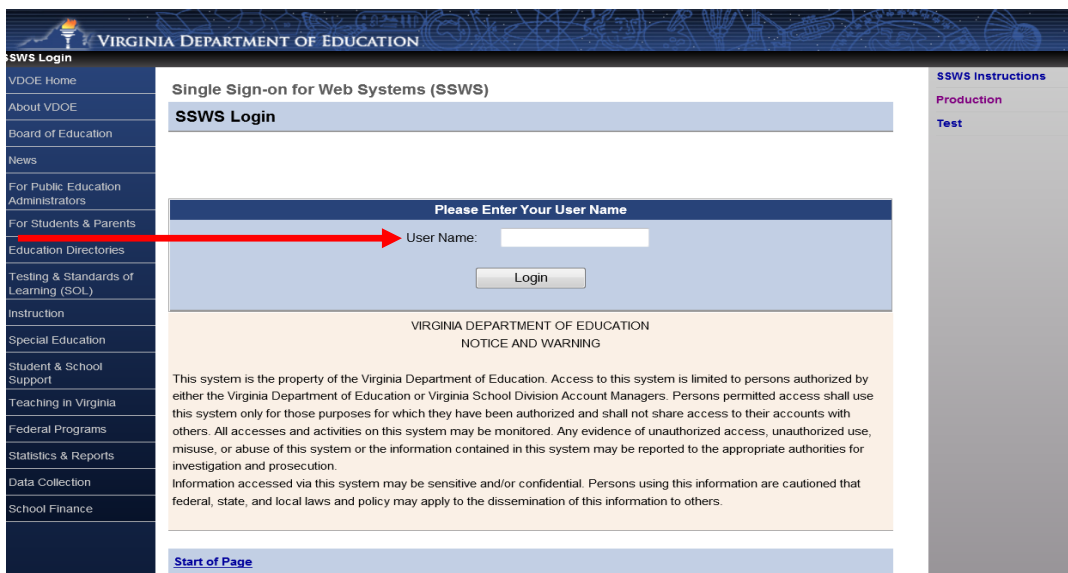 VIRGINIA DEPARTMENT OF EDUCATION
SSWS Login
VDOE Home
About VDOE
Board of Education
News
For Public Education
Administrators
For Students & Parents
Education Directories
Testing & Standards of
Learning (SOL)
Instruction
Special Education
Student & School
Support
Teaching in Virginia
Federal Programs
Statistics & Reports
Data Collection
School Finance
Single Sign-on for Web Systems (SSWS)
SSWS Login
Please Enter Your User Name
User Name:
Login
VIRGINIA DEPARTMENT OF EDUCATION
NOTICE AND WARNING
This system is the property of the Virginia Department of Education. Access to this system is limited to persons authorized by
either the Virginia Department of Education or Virginia School Division Account Managers. Persons permitted access shall use
this system only for those purposes for which they have been authorized and shall not share access to their accounts with
others. All accesses and activities on this system may be monitored. Any evidence of unauthorized access, unauthorized use,
misuse, or abuse of this system or the information contained in this system may be reported to the appropriate authorities for
investigation and prosecution.
Information accessed via this system may be sensitive and/or confidential. Persons using this information are cautioned that
federal, state, and local laws and policy may apply to the dissemination of this information to others.
Start of Page
SSWS Instructions
Production
Test